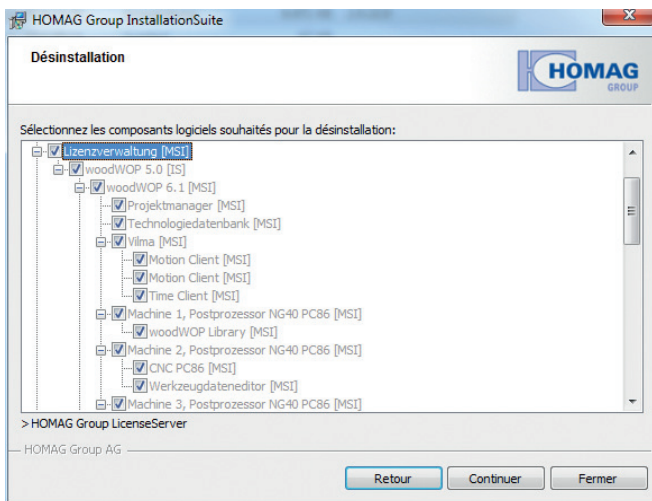 HOMAG Group InstallationSuite
Désinstallation
HOMAG
GROUP
Sélectionnez les composants logiciels souhaités pour la désinstallation:
Lizenzverwaltung [MSI]
woodWOP 5.0 [IS]
woodWOP 6.1 [MSI]
Projektmanager [MSI]
Technologiedatenbank [MSI]
Vilma [MSI]
Motion Client [MSI]
Motion Client [MSI]
Time Client [MSI]
Machine 1, Postprozessor NG40 PC86 [MSI]
woodWOP Library [MSI]
Machine 2, Postprozessor NG40 PC86 [MSI]
CNC PC86 [MSI]
Werkzeugdateneditor [MSI]
Machine 3, Postprozessor NG40 PC86 [MSI]
> HOMAG Group LicenseServer
HOMAG Group AG
Retour Continuer Fermer